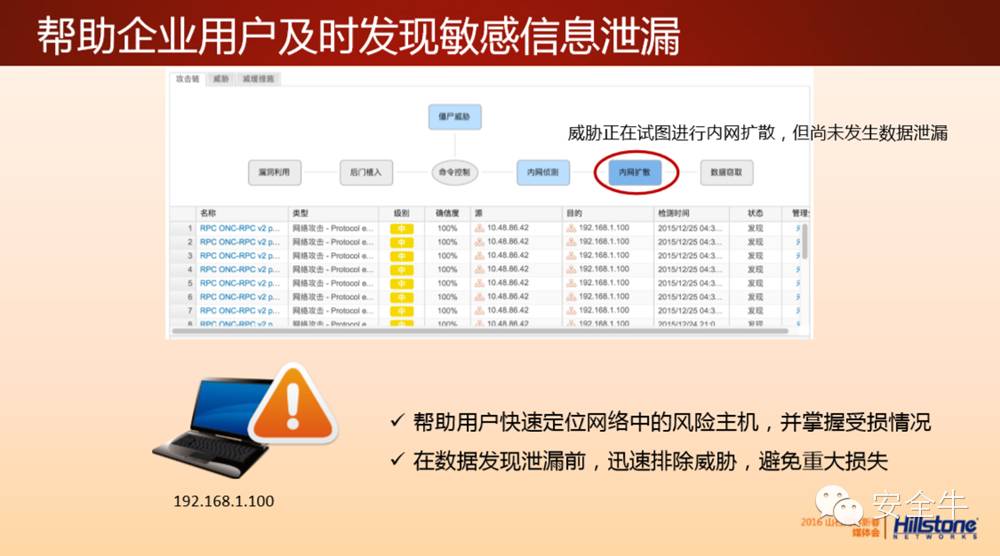 帮助企业用户及时发现敏感信息泄漏
攻击链 威胁 减缓措施
僵尸威胁
威胁正在试图进行内网扩散，但尚未发生数据泄漏
漏洞利用 后门植入 命令控制 内网侦测 内网扩散 数据窃取
名称 类型 级别 确信度 源 目的 检测时间 状态 管理
1 RPC ONC-RPC v2 p... 网络攻击 - Protocol e... 中 100% 10.48.86.42 192.168.1.100 2015/12/25 04:3... 发现
2 RPC ONC-RPC v2 p... 网络攻击 - Protocol e... 中 100% 10.48.86.42 192.168.1.100 2015/12/25 04:3... 发现
3 RPC ONC-RPC v2 p... 网络攻击 - Protocol e... 中 100% 10.48.86.42 192.168.1.100 2015/12/25 04:3... 发现
4 RPC ONC-RPC v2 p... 网络攻击 - Protocol e... 中 100% 10.48.86.42 192.168.1.100 2015/12/25 04:3... 发现
5 RPC ONC-RPC v2 p... 网络攻击 - Protocol e... 中 100% 10.48.86.42 192.168.1.100 2015/12/25 04:3... 发现
6 RPC ONC-RPC v2 p... 网络攻击 - Protocol e... 中 100% 10.48.86.42 192.168.1.100 2015/12/25 04:3... 发现
7 RPC ONC-RPC v2 p... 网络攻击 - Protocol e... 中 100% 10.48.86.42 192.168.1.100 2015/12/25 04:3... 发现
8 RPC ONC-RPC v2 p... 网络攻击 - Protocol e... 中 100% 10.48.86.42 192.168.1.100 2015/12/24 21:0... 发现
✓ 帮助用户快速定位网络中的风险主机，并掌握受损情况
✓ 在数据发现泄漏前，迅速排除威胁，避免重大损失
192.168.1.100
安全牛
2016 山
媒体会
Hillstone
NETWORKS